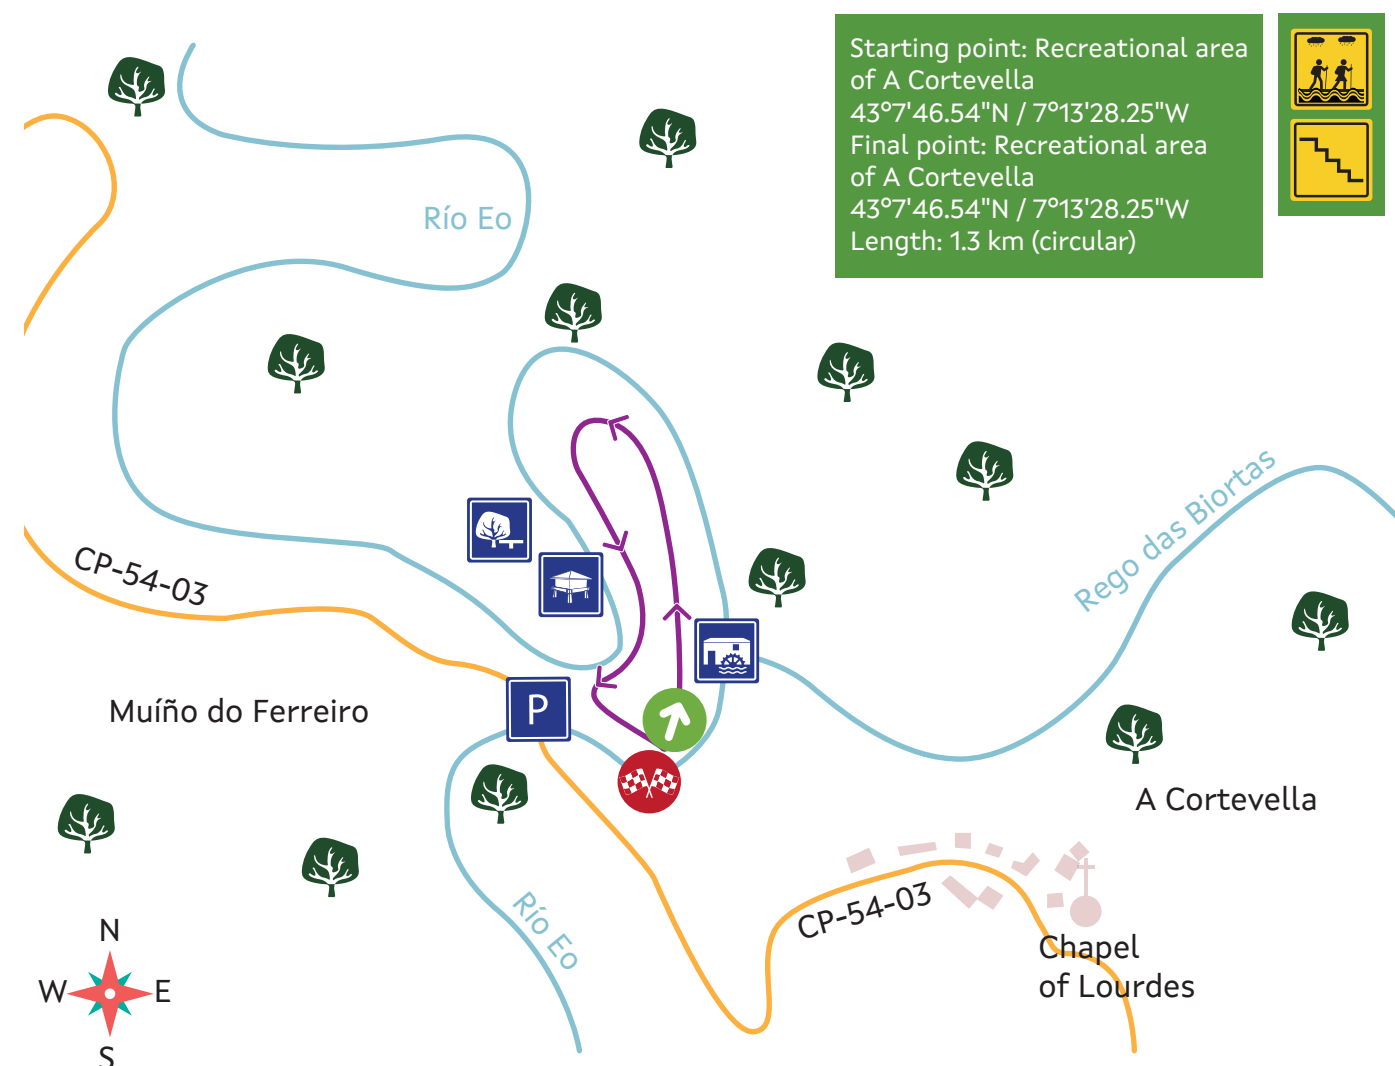 Starting point: Recreational area
of A Cortevella
43°7'46.54"N / 7°13'28.25"W
Final point: Recreational area
of A Cortevella
43°7'46.54"N / 7°13'28.25"W
Length: 1.3 km (circular)
Río Eo
Rego das Biortas
CP-54-03
P
Muíño do Ferreiro
A Cortevella
CP-54-03
Río Eo
Chapel
of Lourdes
N
W E
S